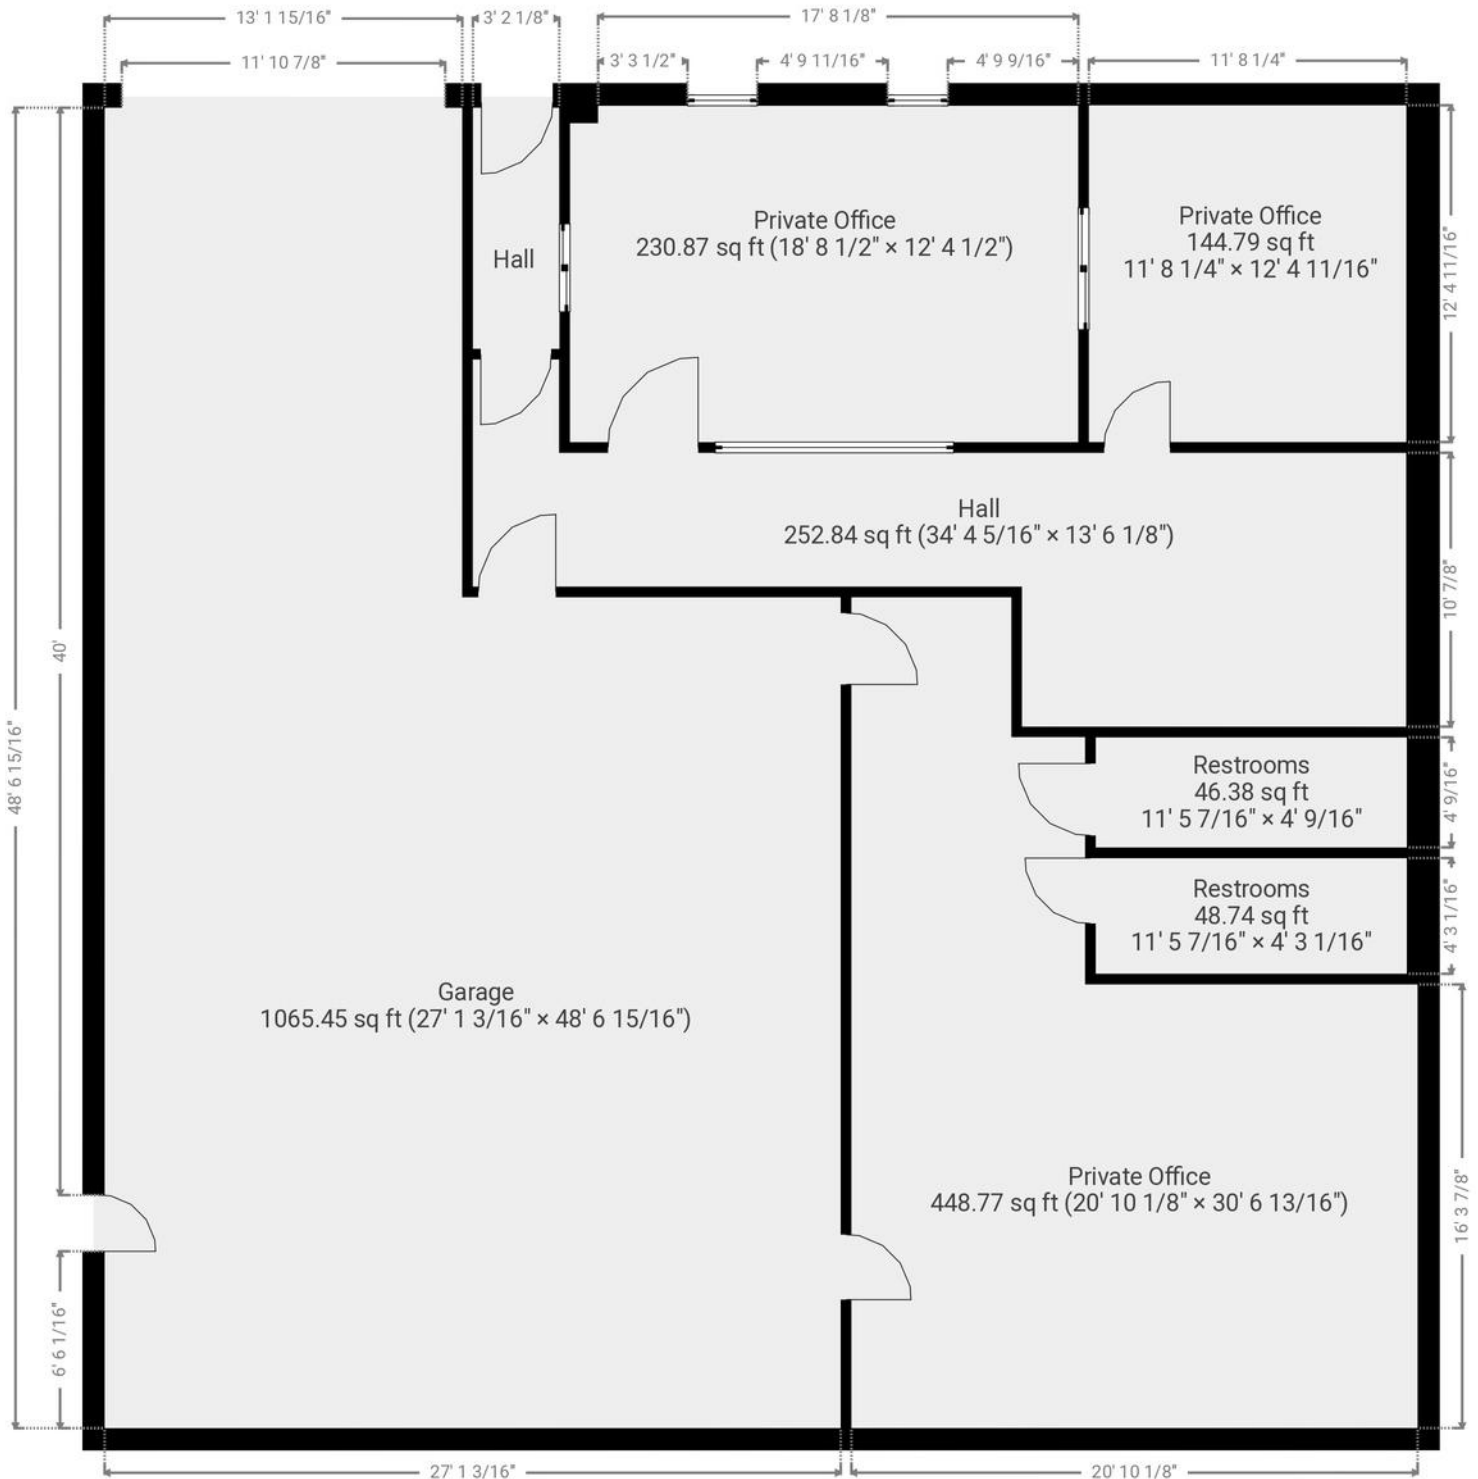 13' 1 15/16"
3' 2 1/8"
17' 8 1/8"
11' 10 7/8"
3' 3 1/2"
4' 9 11/16"
4' 9 9/16"
11' 8 1/4"
Private Office
230.87 sq ft (18' 8 1/2" × 12' 4 1/2")
Private Office
144.79 sq ft
11' 8 1/4" × 12' 4 11/16"
12' 4 11/16"
Hall
Hall
252.84 sq ft (34' 4 5/16" × 13' 6 1/8")
10' 7/8"
40'
48' 6 15/16"
Restrooms
46.38 sq ft
11' 5 7/16" × 4' 9/16"
4' 9/16"
Restrooms
48.74 sq ft
11' 5 7/16" × 4' 3 1/16"
4' 3 1/16"
Garage
1065.45 sq ft (27' 1 3/16" × 48' 6 15/16")
Private Office
448.77 sq ft (20' 10 1/8" × 30' 6 13/16")
16' 3 7/8"
6' 6 1/16"
27' 1 3/16"
20' 10 1/8"